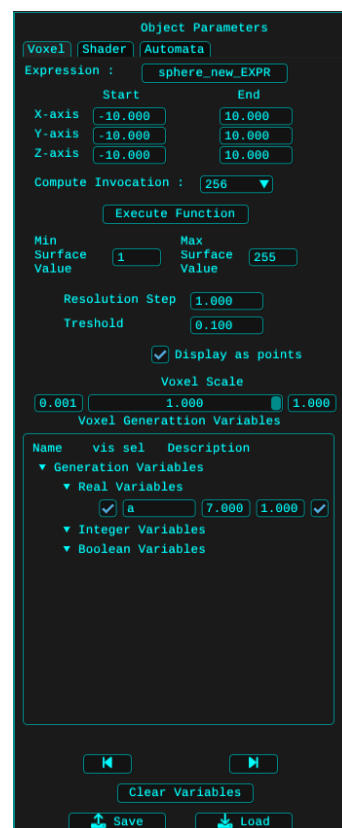 Object Parameters
Voxel Shader Automata
Expression : sphere_new_EXPR
Start End
X-axis -10.000 10.000
Y-axis -10.000 10.000
Z-axis -10.000 10.000
Compute Invocation : 256
Execute Function
Min Max
Surface 1 Surface 255
Value Value
Resolution Step 1.000
Treshold 0.100
Display as points
Voxel Scale
0.001 1.000 1.000
Voxel Generattion Variables
Name vis sel Description
Generation Variables
Real Variables
a 7.000 1.000
Integer Variables
Boolean Variables
Clear Variables
Save Load